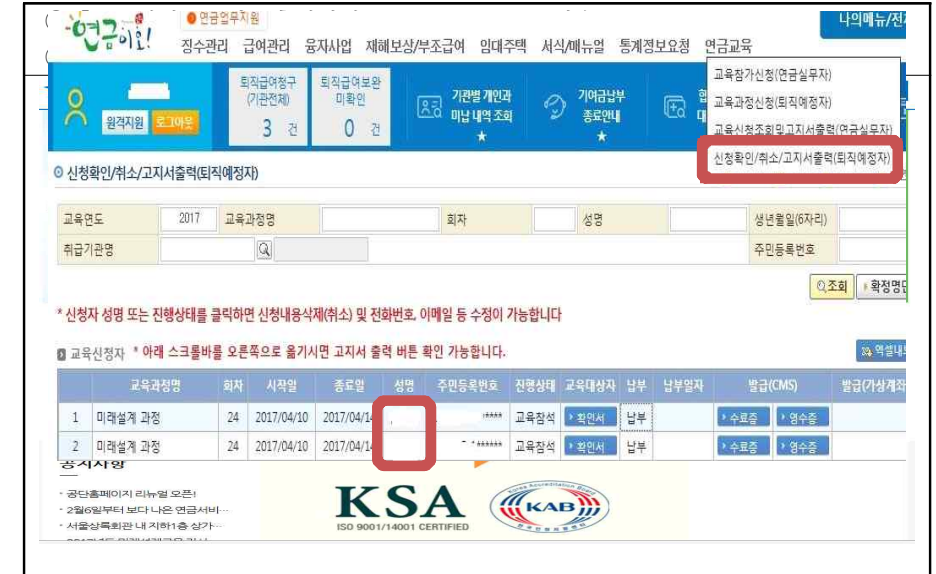 연금이요!
연금업무지원
나의메뉴/전자
징수관리 급여관리 융자사업 재해보상/부조급여 임대주택 서식/매뉴얼 통계정보요청 연금교육
교육참가신청(연금실무자)
교육과정신청(퇴직예정자)
교육신청조회및고지서출력(연금실무자)
신청확인/취소/고지서출력(퇴직예정자)
원격지원 로그아웃
퇴직급여청구
(기관전체)
3 건
퇴직급여보완
미확인
0 건
기관별 개인과
미납 내역 조회
★
기여금납부
종료안내
★
신청확인/취소/고지서출력(퇴직예정자)
교육연도 2017 교육과정명 회차 성명 생년월일(6자리)
취급기관명 주민등록번호
조회 확정명단
* 신청자 성명 또는 진행상태를 클릭하면 신청내용삭제(취소) 및 전화번호, 이메일 등 수정이 가능합니다
교육신청자 * 아래 스크롤바를 오른쪽으로 옮기시면 고지서 출력 버튼 확인 가능합니다.
엑셀내보
교육과정명 회차 시작일 종료일 성명 주민등록번호 진행상태 교육대상자 납부 납부일자 발급(CMS) 발급(가상계좌
1 미래설계 과정 24 2017/04/10 2017/04/14 **** 교육참석 확인서 납부 수료증 영수증
2 미래설계 과정 24 2017/04/10 2017/04/14 ****** 교육참석 확인서 납부 수료증 영수증
공지사항
· 공단홈페이지 리뉴얼 오픈!
· 2월6일부터 보다 나은 연금서비...
· 서울상록회관 내 지하1층 상가...
KSA
ISO 9001/14001 CERTIFIED
KAB